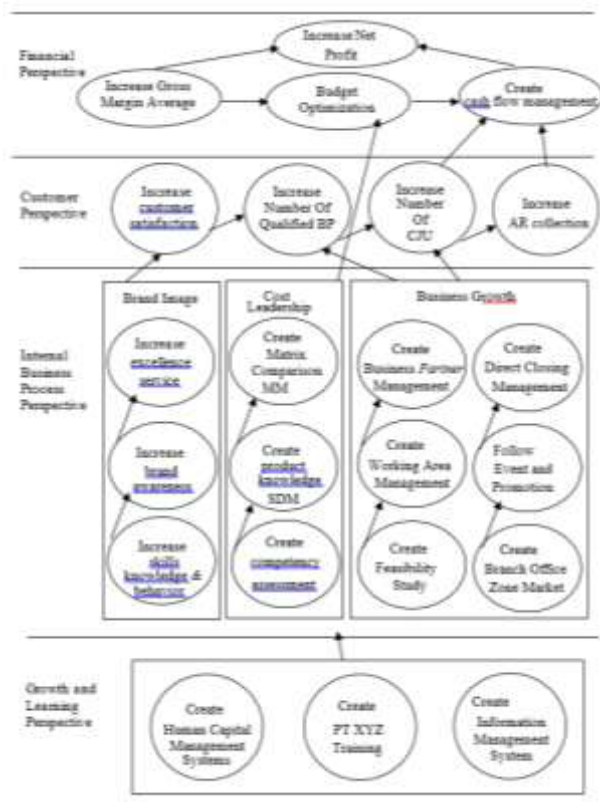 Financial
Perspective
Increase Net
Profit
Increase Gross
Margin Average
Budget
Optimization
Create
cash flow management
Customer
Perspective
Increase
customer
satisfaction
Increase
Number Of
Qualified BP
Increase
Number
Of
CJU
Increase
AR collection
Internal
Business
Process
Perspective
Brand Image
Increase
excellence
service
Increase
brand
awareness
Increase
skills
knowledge &
behavior
Cost
Leadership
Create
Matrix
Comparison
MM
Create
product
knowledge
SDM
Create
competency
assessment
Business Growth
Create
Business Partner
Management
Create
Working Area
Management
Create
Feasibility
Study
Create
Direct Closing
Management
Follow
Event and
Promotion
Create
Branch Office
Zone Market
Growth and
Learning
Perspective
Create
Human Capital
Management
Systems
Create
PT XYZ
Training
Create
Information
Management
System